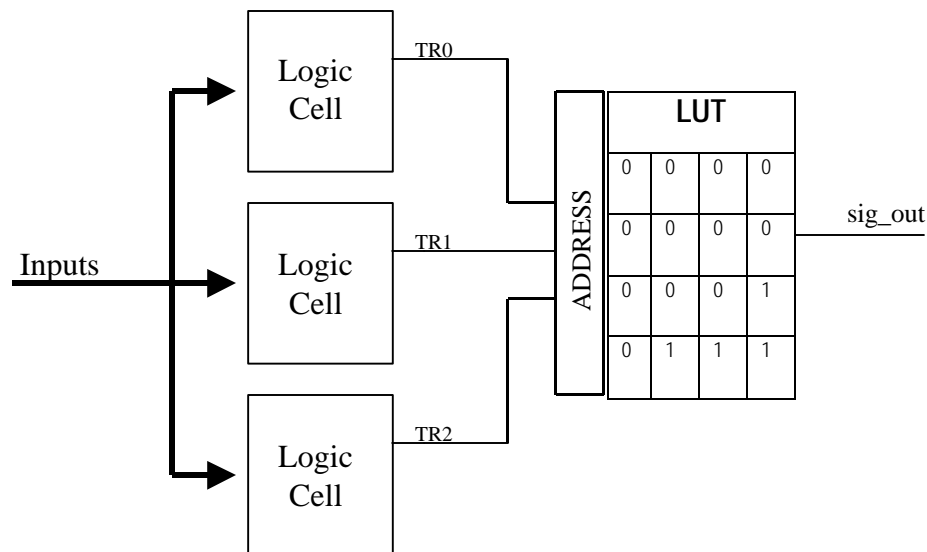 Logic
Cell
TR0
Inputs
Logic
Cell
TR1
Logic
Cell
TR2
ADDRESS
LUT
0 0 0 0
0 0 0 0
0 0 0 1
0 1 1 1
sig_out